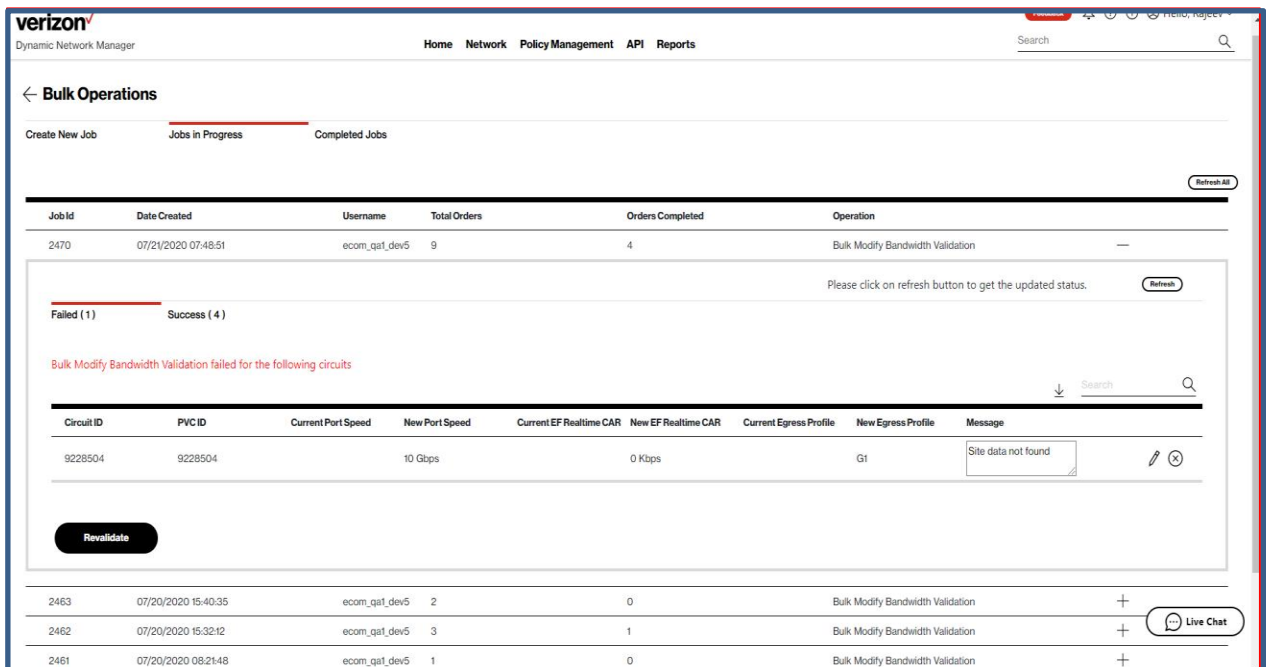 verizon✓
Feedback Hello, Rajeev
Dynamic Network Manager Home Network Policy Management API Reports Search
Bulk Operations
Create New Job Jobs in Progress Completed Jobs
Refresh All
Job Id Date Created Username Total Orders Orders Completed Operation
2470 07/21/2020 07:48:51 ecom_qa1_dev5 9 4 Bulk Modify Bandwidth Validation
Please click on refresh button to get the updated status. Refresh
Failed ( 1 ) Success ( 4 )
Bulk Modify Bandwidth Validation failed for the following circuits
Search
Circuit ID PVC ID Current Port Speed New Port Speed Current EF Realtime CAR New EF Realtime CAR Current Egress Profile New Egress Profile Message
9228504 9228504 10 Gbps 0 Kbps G1 Site data not found
Revalidate
2463 07/20/2020 15:40:35 ecom_qa1_dev5 2 0 Bulk Modify Bandwidth Validation
Live Chat
2462 07/20/2020 15:32:12 ecom_qa1_dev5 3 1 Bulk Modify Bandwidth Validation
2461 07/20/2020 08:21:48 ecom_qa1_dev5 1 0 Bulk Modify Bandwidth Validation